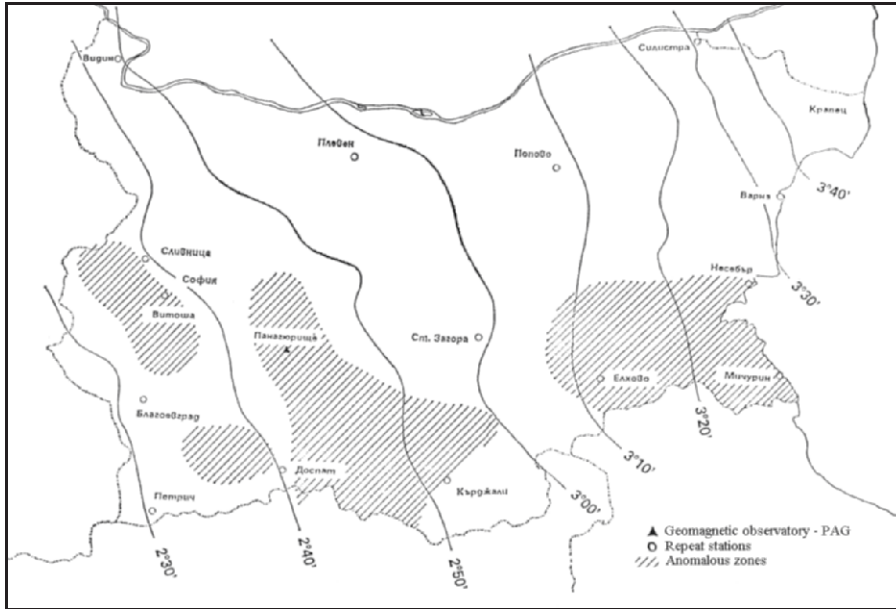 Видин
Силистра
Крапец
Плевен
Попово
Варна
3°40'
Сливница
София
Несебър
3°30'
Витоша
Панагюрище
Ст. Загора
Елхово
Мичурин
Благоевград
3°20'
Доспат
Кърджали
3°10'
Петрич
3°00'
2°30'
2°40'
2°50'
Geomagnetic observatory - PAG
Repeat stations
Anomalous zones